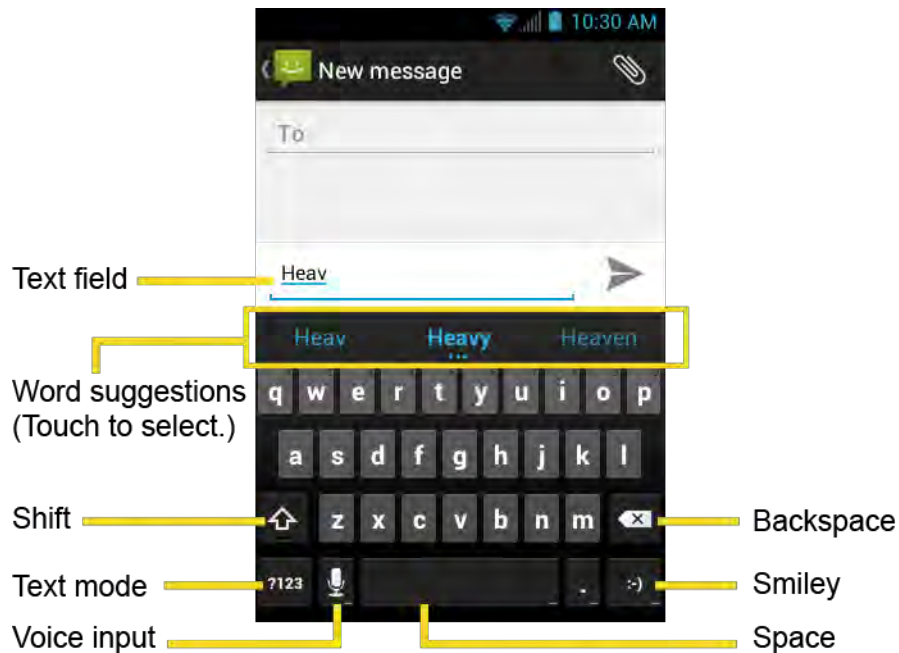 10:30 AM
New message
To
Text field
Heav
Heav Heavy Heaven
Word suggestions
(Touch to select.)
q w e r t y u i o p
a s d f g h j k l
Shift
z x c v b n m
Backspace
Text mode
?123 . :-)
Smiley
Voice input
Space